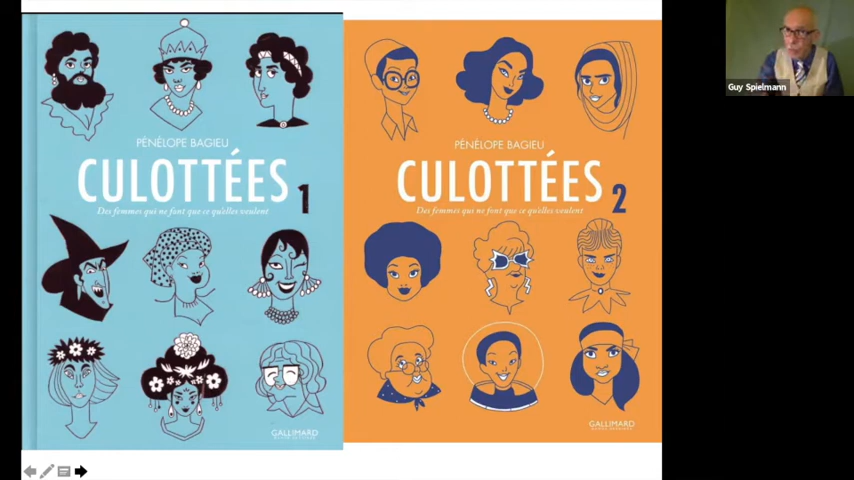 PÉNÉLOPE BAGIEU
CULOTTÉES 1
Des femmes qui ne font que ce qu'elles veulent
GALLIMARD
PÉNÉLOPE BAGIEU
CULOTTÉES 2
Des femmes qui ne font que ce qu'elles veulent
GALLIMARD
Guy Spielmann